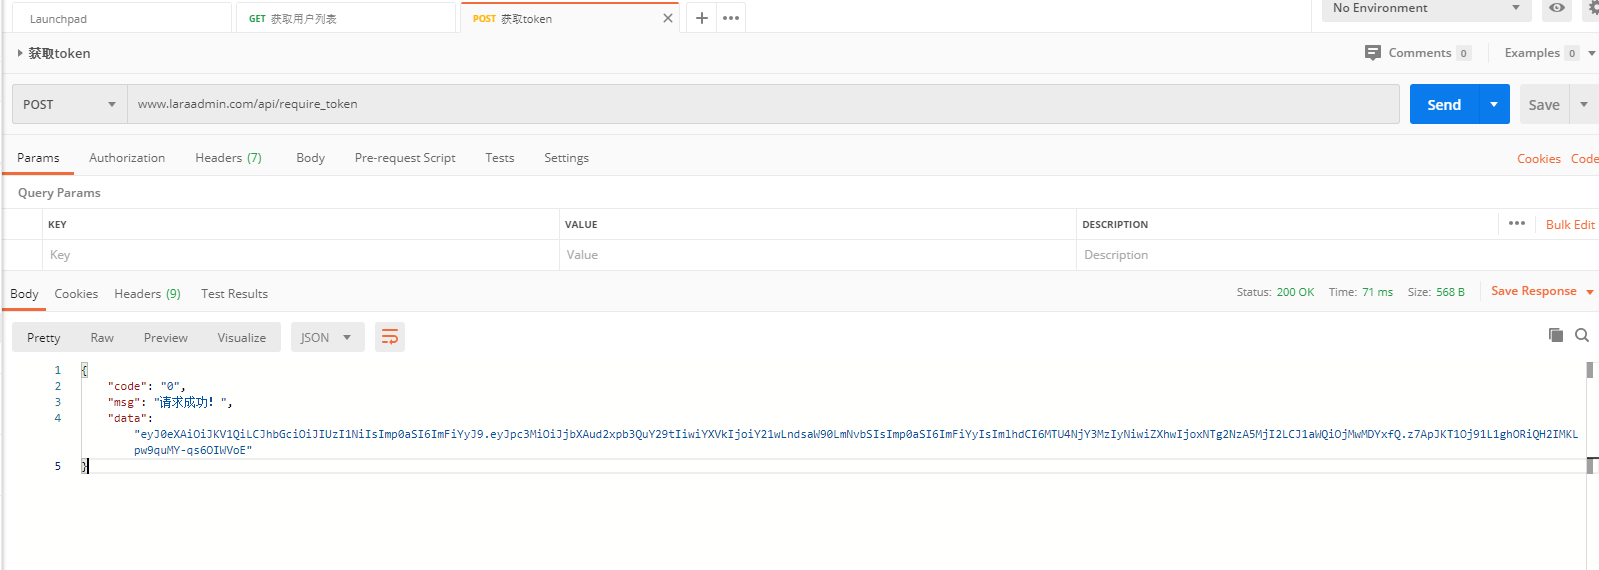 Launchpad
GET 获取用户列表
POST 获取token
No Environment
获取token
Comments 0
Examples 0
POST
www.laraadmin.com/api/require_token
Send
Save
Params
Authorization
Headers (7)
Body
Pre-request Script
Tests
Settings
Cookies
Code
Query Params
KEY
VALUE
DESCRIPTION
Bulk Edit
Key
Value
Description
Body
Cookies
Headers (9)
Test Results
Status: 200 OK
Time: 71 ms
Size: 568 B
Save Response
Pretty
Raw
Preview
Visualize
JSON
1 {
2 "code": "0",
3 "msg": "请求成功! ",
4 "data":
"eyJ0eXAiOiJKV1QiLCJhbGciOiJIUzI1NiIsImp0aSI6ImFiYyJ9.eyJpc3MiOiJjbXAud2xpb3QuY29tIiwiYXVkIjoiY21wLndsaW90LmNvbSIsImp0aSI6ImFiYyIsImlhdCI6MTU4NjY3MzIyNiwiZXhwIjoxNTg2NzA5MjI2LCJ1aWQiOjMwMDYxfQ.z7ApJKT1Oj91L1ghORiQH2IMKL
pw9quMY-qs6OIWVoE"
5 }